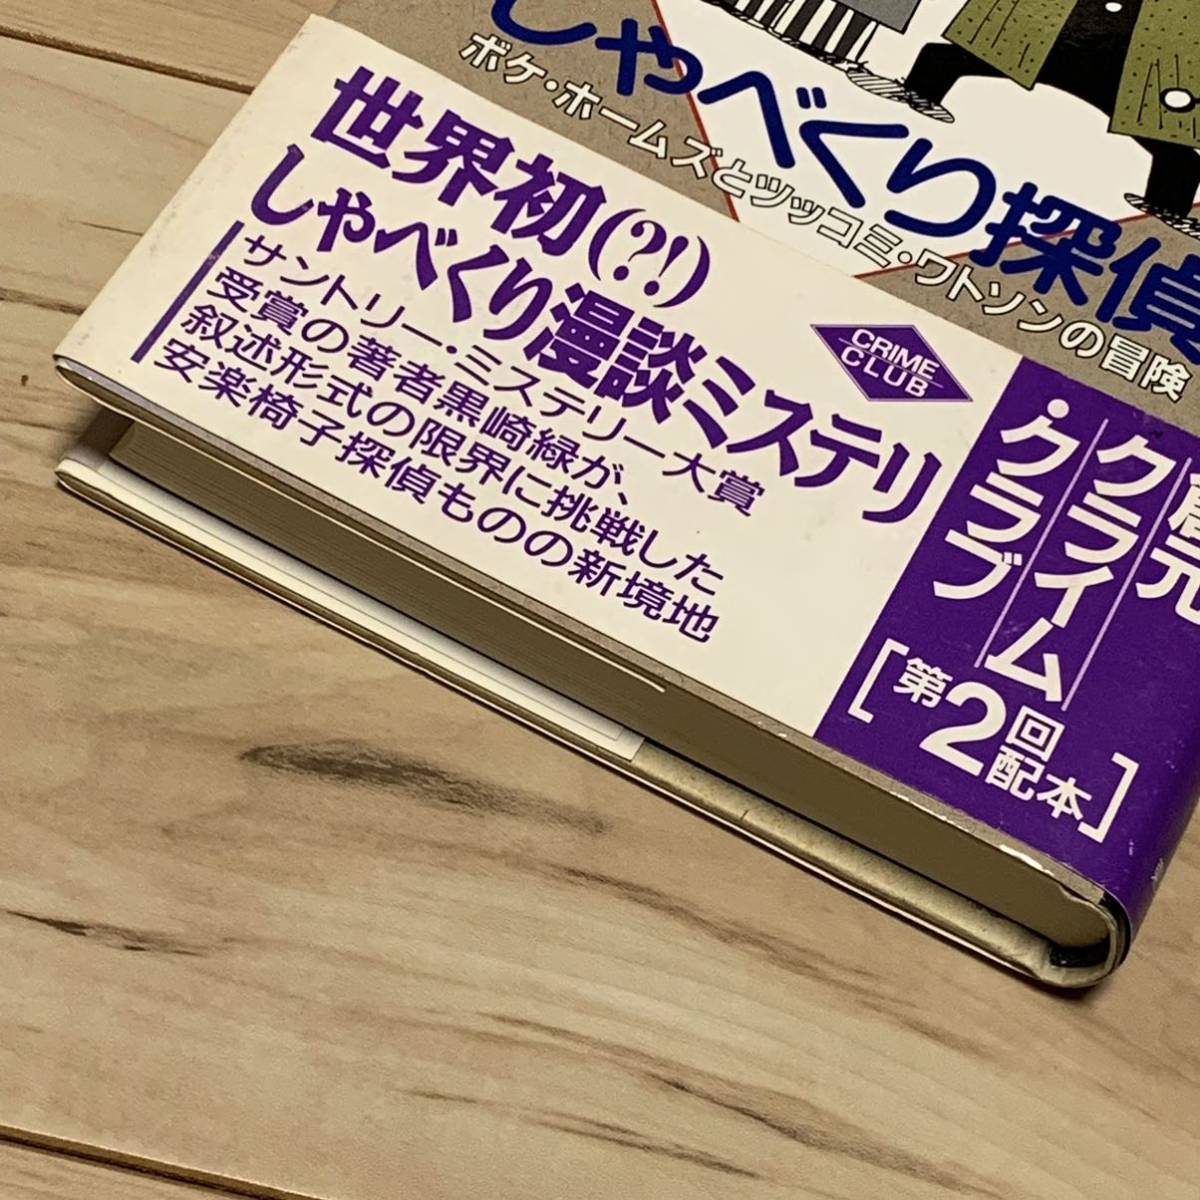 しゃべくり探偵
ボケ・ホームズとツッコミ・ワトソンの冒険
世界初(?!)
しゃべくり漫談ミステリ
サントリー・ミステリー大賞
受賞の著者黒崎緑が、
叙述形式の限界に挑戦した
安楽椅子探偵ものの新境地
CRIME
CLUB
元
クライム
・クラブ
[第2回配本]